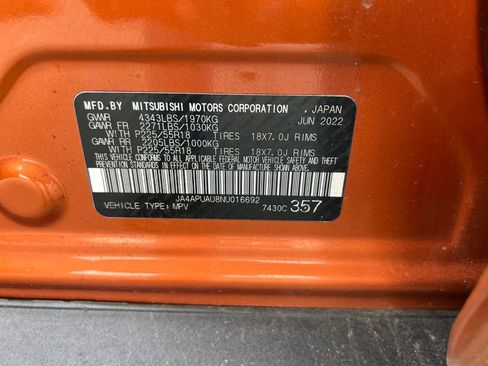 MFD.BY MITSUBISHI MOTORS CORPORATION .JAPAN
GVWR 4343LBS/1970KG JUN 2022
GAWR FR 2271LBS/1030KG
WITH P225/55R18 TIRES 18X7.0J RIMS
GAWR RR 2205LBS/1000KG
WITH P225/55R18 TIRES 18X7.0J RIMS
THIS VEHICLE CONFORMS TO ALL APPLICABLE FEDERAL MOTOR VEHICLE SAFETY AND THEFT
PREVENTION STANDARDS IN EFFECT ON THE DATE OF MANUFACTURE SHOWN ABOVE.
JA4APUAU8NU016692
VEHICLE TYPE:MPV 7430C 357